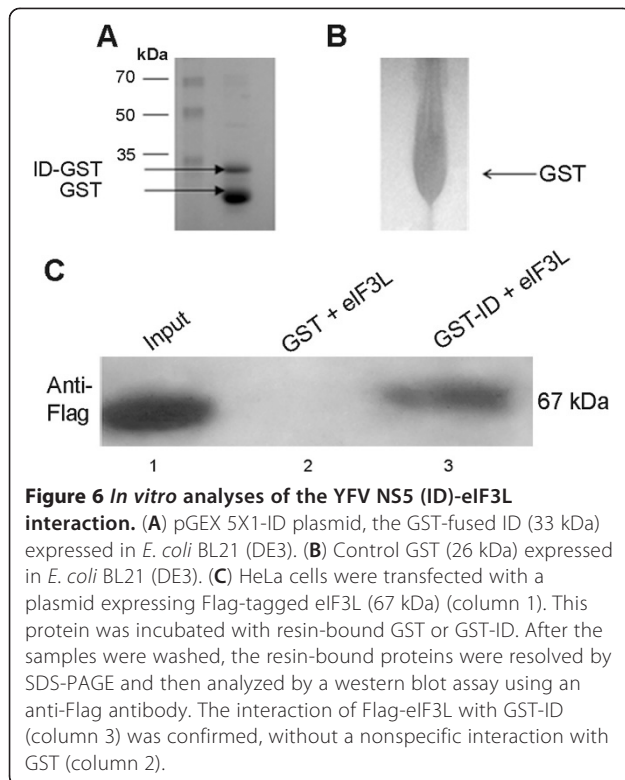 A
B
kDa
70
50
35
ID-GST
GST
GST
C
Input
GST + eIF3L
GST-ID + eIF3L
Anti-
Flag
67 kDa
1
2
3
Figure 6 In vitro analyses of the YFV NS5 (ID)-eIF3L
interaction. (A) pGEX 5X1-ID plasmid, the GST-fused ID (33 kDa)
expressed in E. coli BL21 (DE3). (B) Control GST (26 kDa) expressed
in E. coli BL21 (DE3). (C) HeLa cells were transfected with a
plasmid expressing Flag-tagged eIF3L (67 kDa) (column 1). This
protein was incubated with resin-bound GST or GST-ID. After the
samples were washed, the resin-bound proteins were resolved by
SDS-PAGE and then analyzed by a western blot assay using an
anti-Flag antibody. The interaction of Flag-eIF3L with GST-ID
(column 3) was confirmed, without a nonspecific interaction with
GST (column 2).